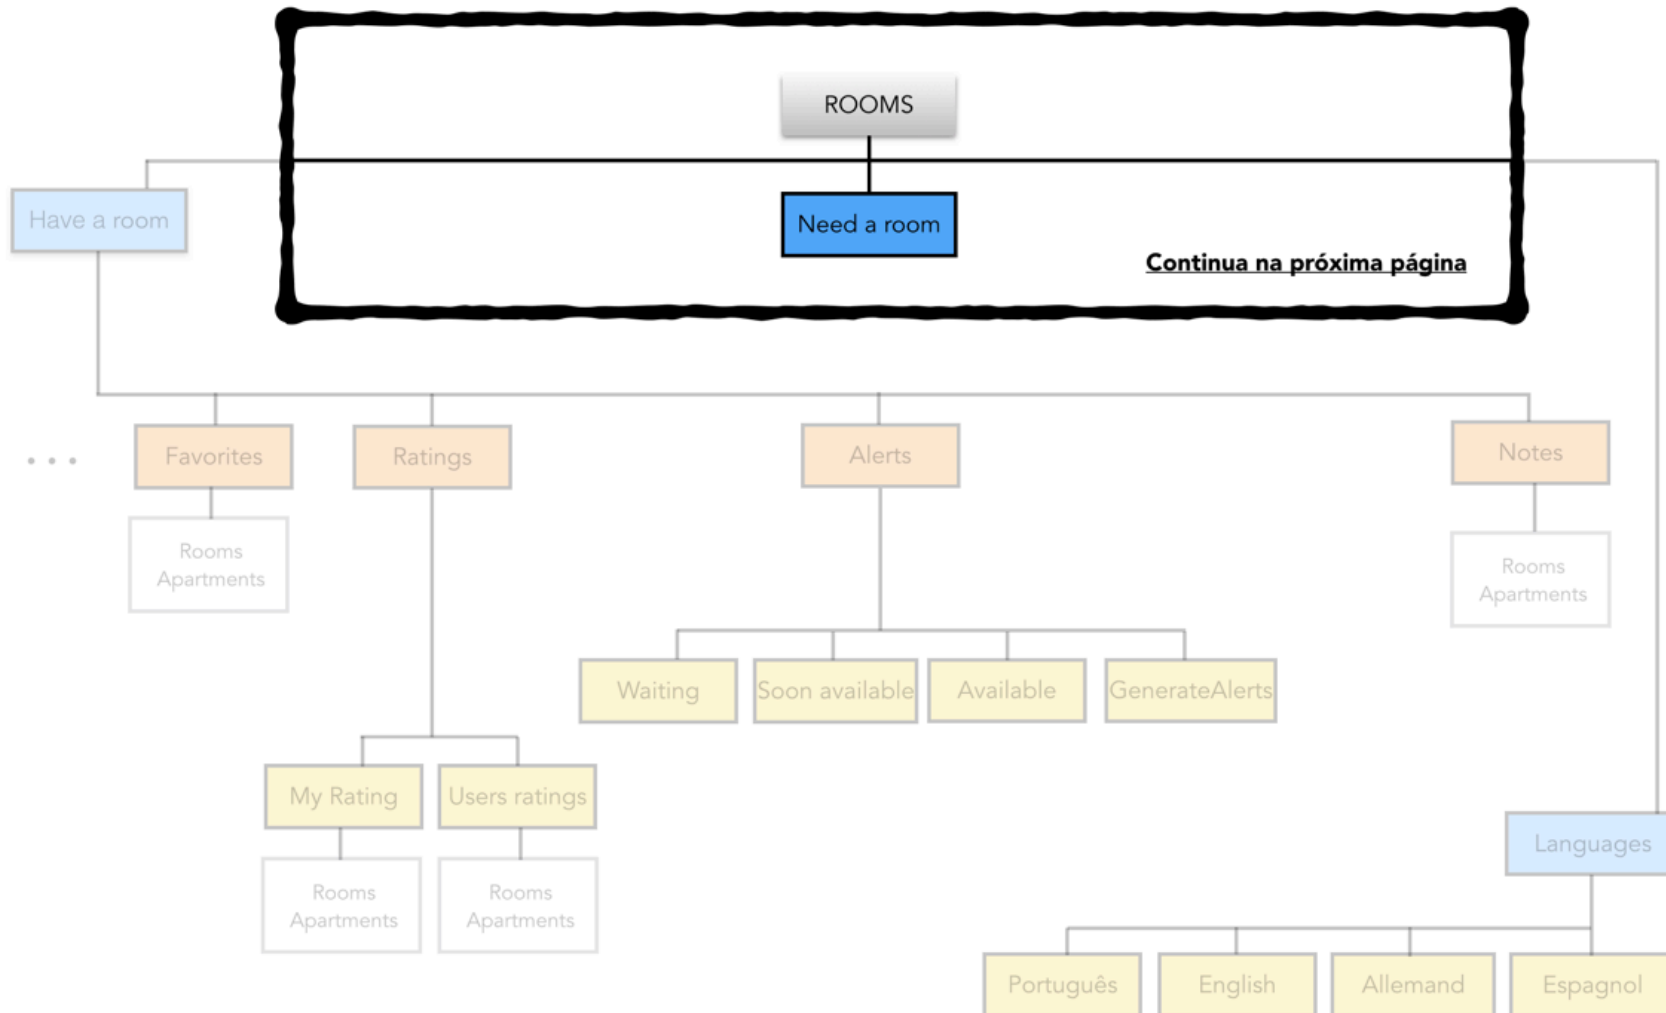 ROOMS
Have a room
Need a room
Continua na próxima página
...
Favorites
Ratings
Alerts
Notes
Rooms
Apartments
Rooms
Apartments
Waiting
Soon available
Available
GenerateAlerts
My Rating
Users ratings
Languages
Rooms
Apartments
Rooms
Apartments
Português
English
Allemand
Espagnol